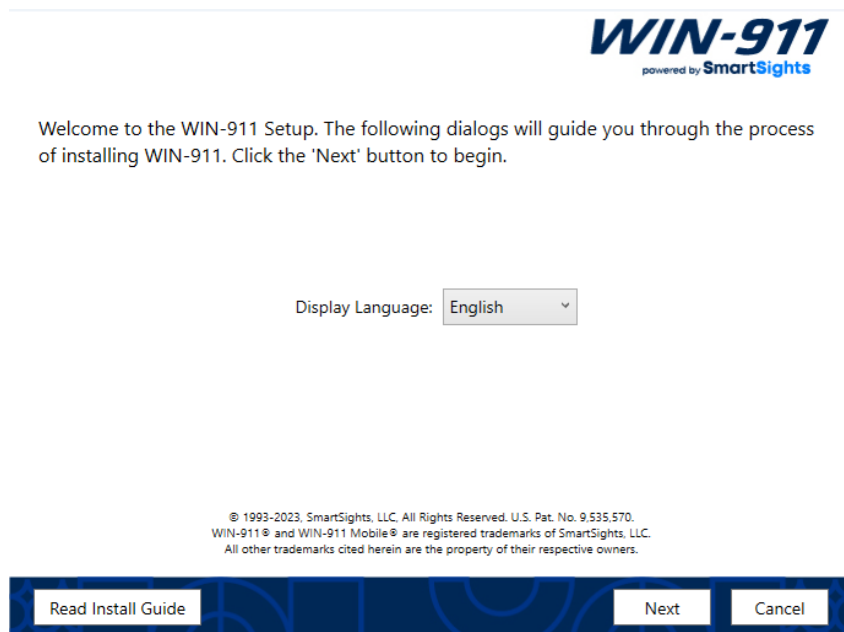 WIN-911
powered by SmartSights
Welcome to the WIN-911 Setup. The following dialogs will guide you through the process
of installing WIN-911. Click the 'Next' button to begin.
Display Language: English
© 1993-2023, SmartSights, LLC, All Rights Reserved. U.S. Pat. No. 9,535,570.
WIN-911® and WIN-911 Mobile® are registered trademarks of SmartSights, LLC.
All other trademarks cited herein are the property of their respective owners.
Read Install Guide Next Cancel